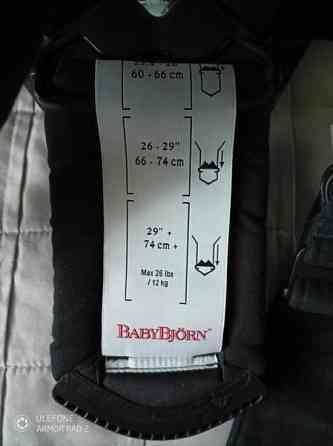 60 - 66 cm
26 - 29"
66 - 74 cm
29" +
74 cm +
Max 26 lbs
/ 12 kg
BABYBJÖRN®
ULEFONE
ARMOR RAD 2